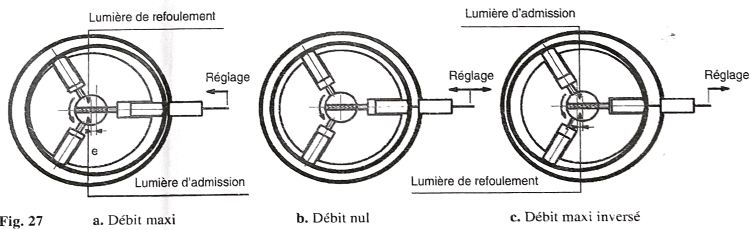 Lumière de refoulement
Lumière d'admission
Réglage
Réglage
Réglage
e
Lumière d'admission
Lumière de refoulement
Fig. 27
a. Débit maxi
b. Débit nul
c. Débit maxi inversé